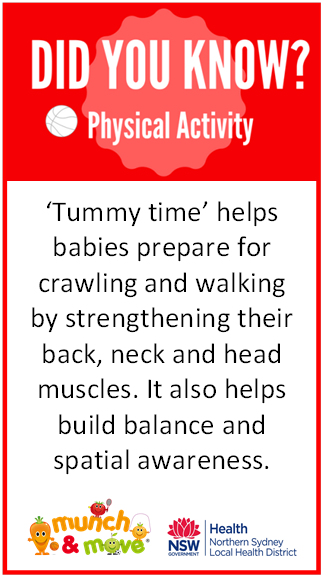 DID YOU KNOW?
Physical Activity
‘Tummy time’ helps
babies prepare for
crawling and walking
by strengthening their
back, neck and head
muscles. It also helps
build balance and
spatial awareness.
munch
& move
NSW
GOVERNMENT
Health
Northern Sydney
Local Health District